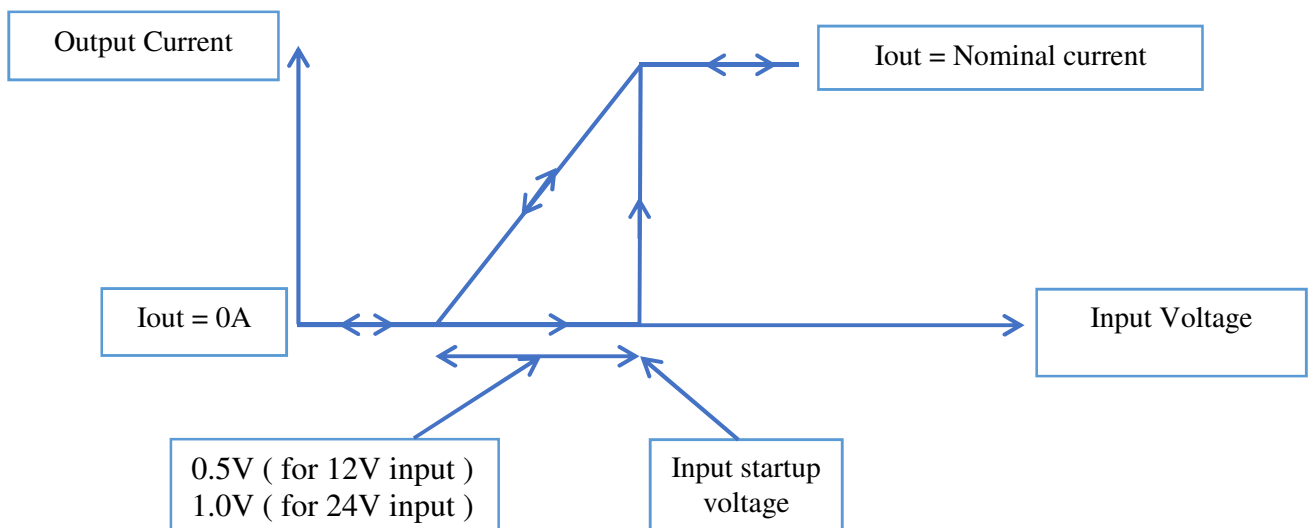 Output Current
Iout = Nominal current
Iout = 0A
Input Voltage
0.5V ( for 12V input )
1.0V ( for 24V input )
Input startup
voltage